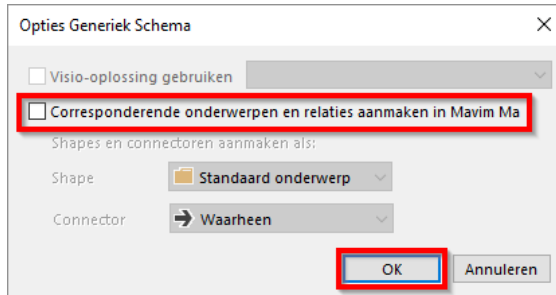 Opties Generiek Schema
Visio-oplossing gebruiken
Corresponderende onderwerpen en relaties aanmaken in Mavim Ma
Shapes en connectoren aanmaken als:
Shape Standaard onderwerp
Connector Waarheen
OK Annuleren